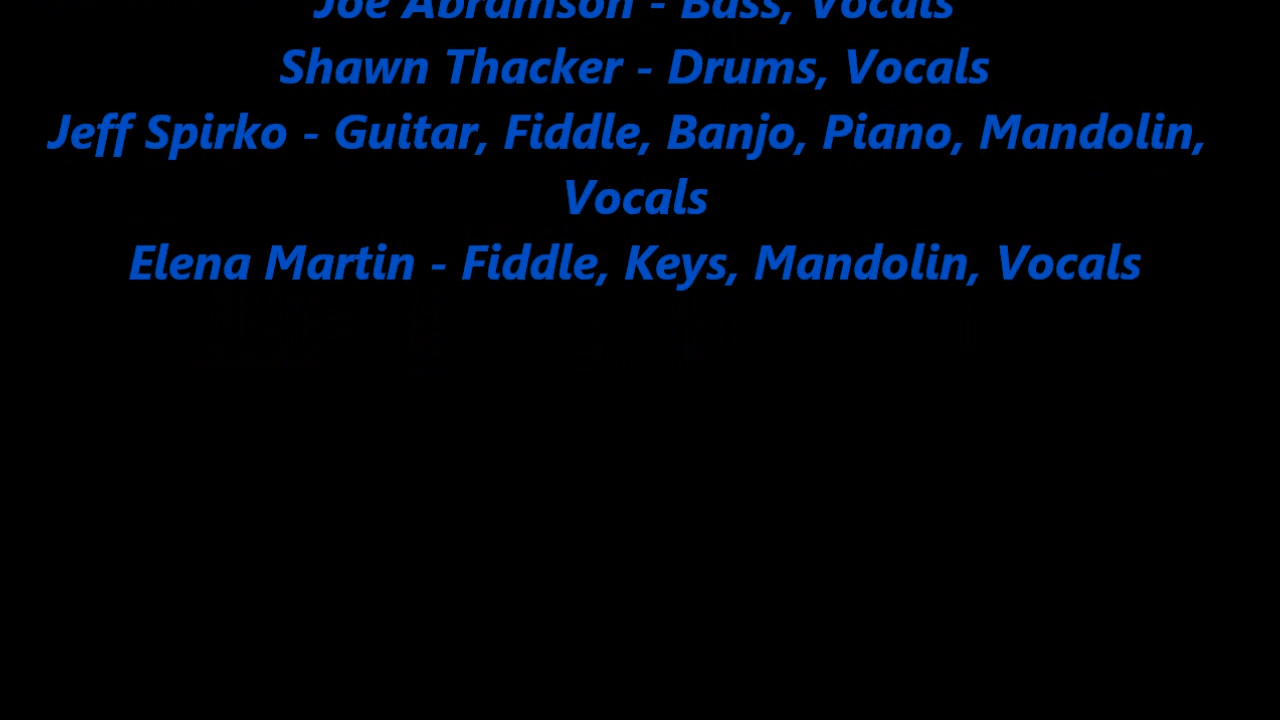 Joe Abramson - Bass, Vocals
Shawn Thacker - Drums, Vocals
Jeff Spirko - Guitar, Fiddle, Banjo, Piano, Mandolin,
Vocals
Elena Martin - Fiddle, Keys, Mandolin, Vocals